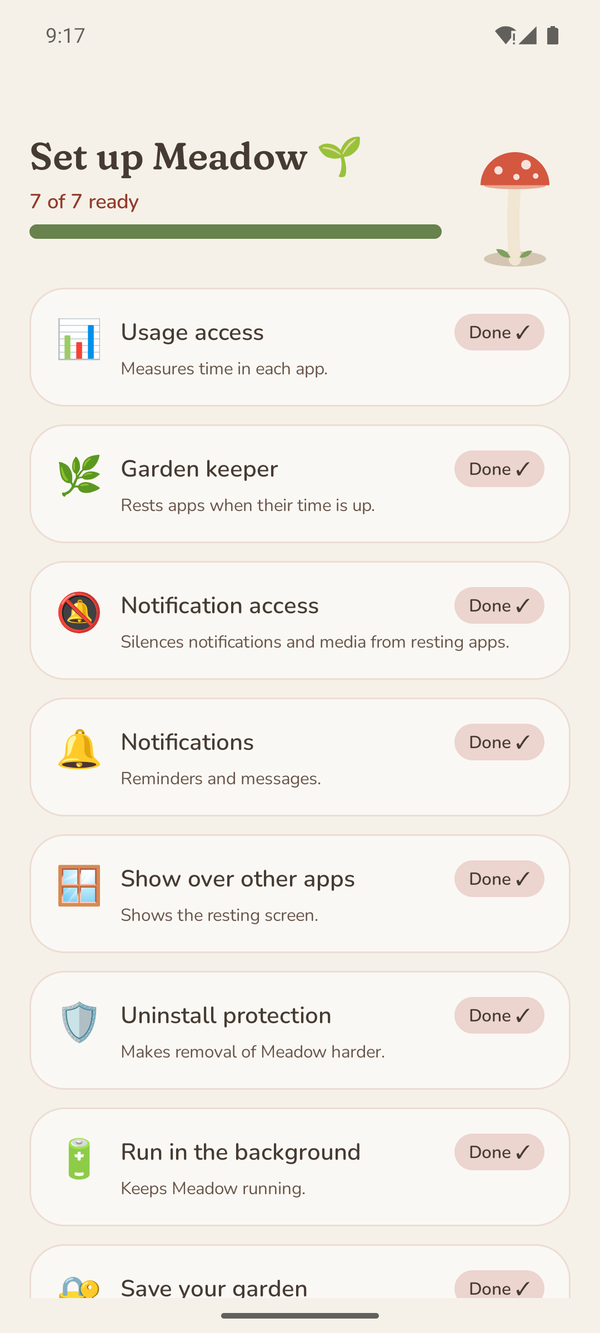 9:17
Set up Meadow 🌱
7 of 7 ready
Usage access
Done ✓
Measures time in each app.
Garden keeper
Done ✓
Rests apps when their time is up.
Notification access
Done ✓
Silences notifications and media from resting apps.
Notifications
Done ✓
Reminders and messages.
Show over other apps
Done ✓
Shows the resting screen.
Uninstall protection
Done ✓
Makes removal of Meadow harder.
Run in the background
Done ✓
Keeps Meadow running.
Save your garden
Done ✓